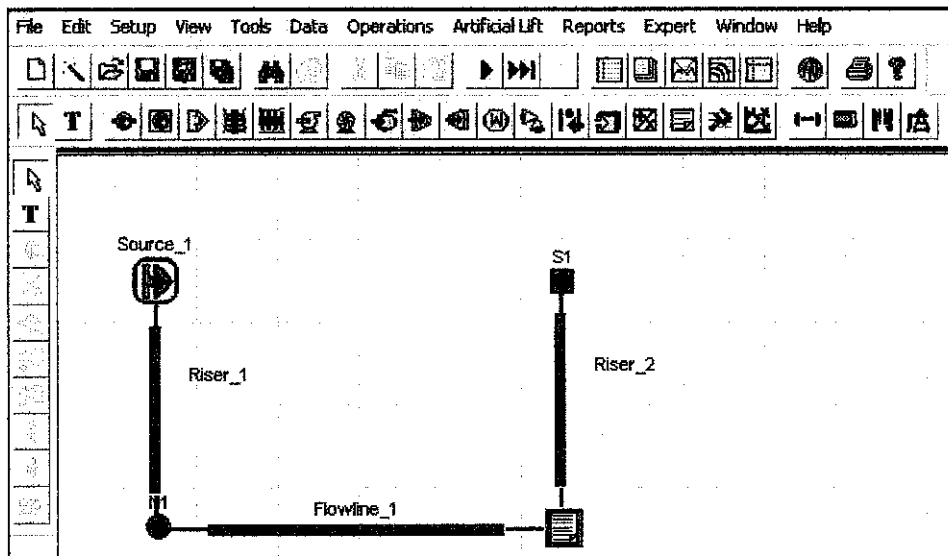 File Edit Setup View Tools Data Operations Artificial Lift Reports Expert Window Help
T
T
Source_1
S1
Riser_1
Riser_2
N1
Flowline_1